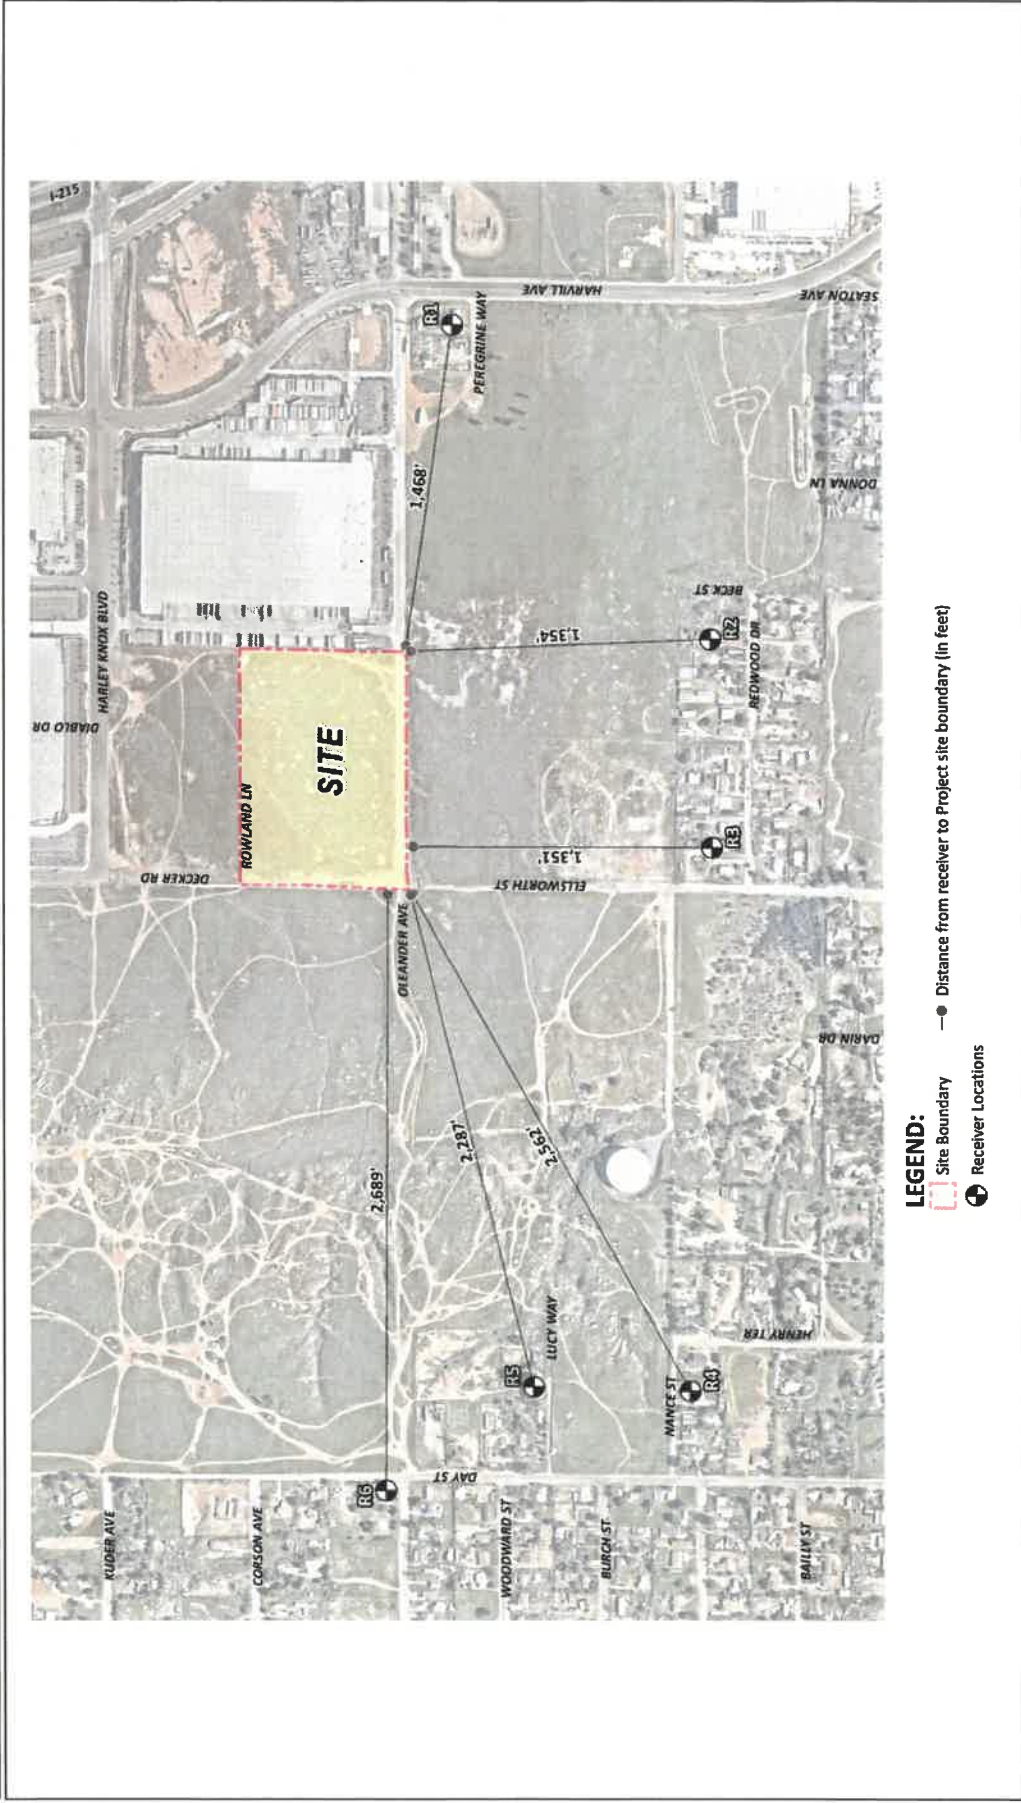 I-215
HARLEY KNOX BLVD
DIABLO DR
DECKER RD
ROWLAND LN
SITE
OLEANDER AVE
ELLSWORTH ST
HARVILL AVE
PEREGRINE WAY
SEATON AVE
DONNA LN
BECK ST
REDWOOD DR
DARIN DR
HENRY TER
NANCE ST
LUCY WAY
DAY ST
KUDER AVE
CORSON AVE
WOODWARD ST
BURCH ST
BAILLY ST
R1
1,468'
R2
1,354'
R3
1,351'
R4
2,562'
R5
2,287'
R6
2,689'
LEGEND:
Site Boundary
Distance from receiver to Project site boundary (in feet)
Receiver Locations